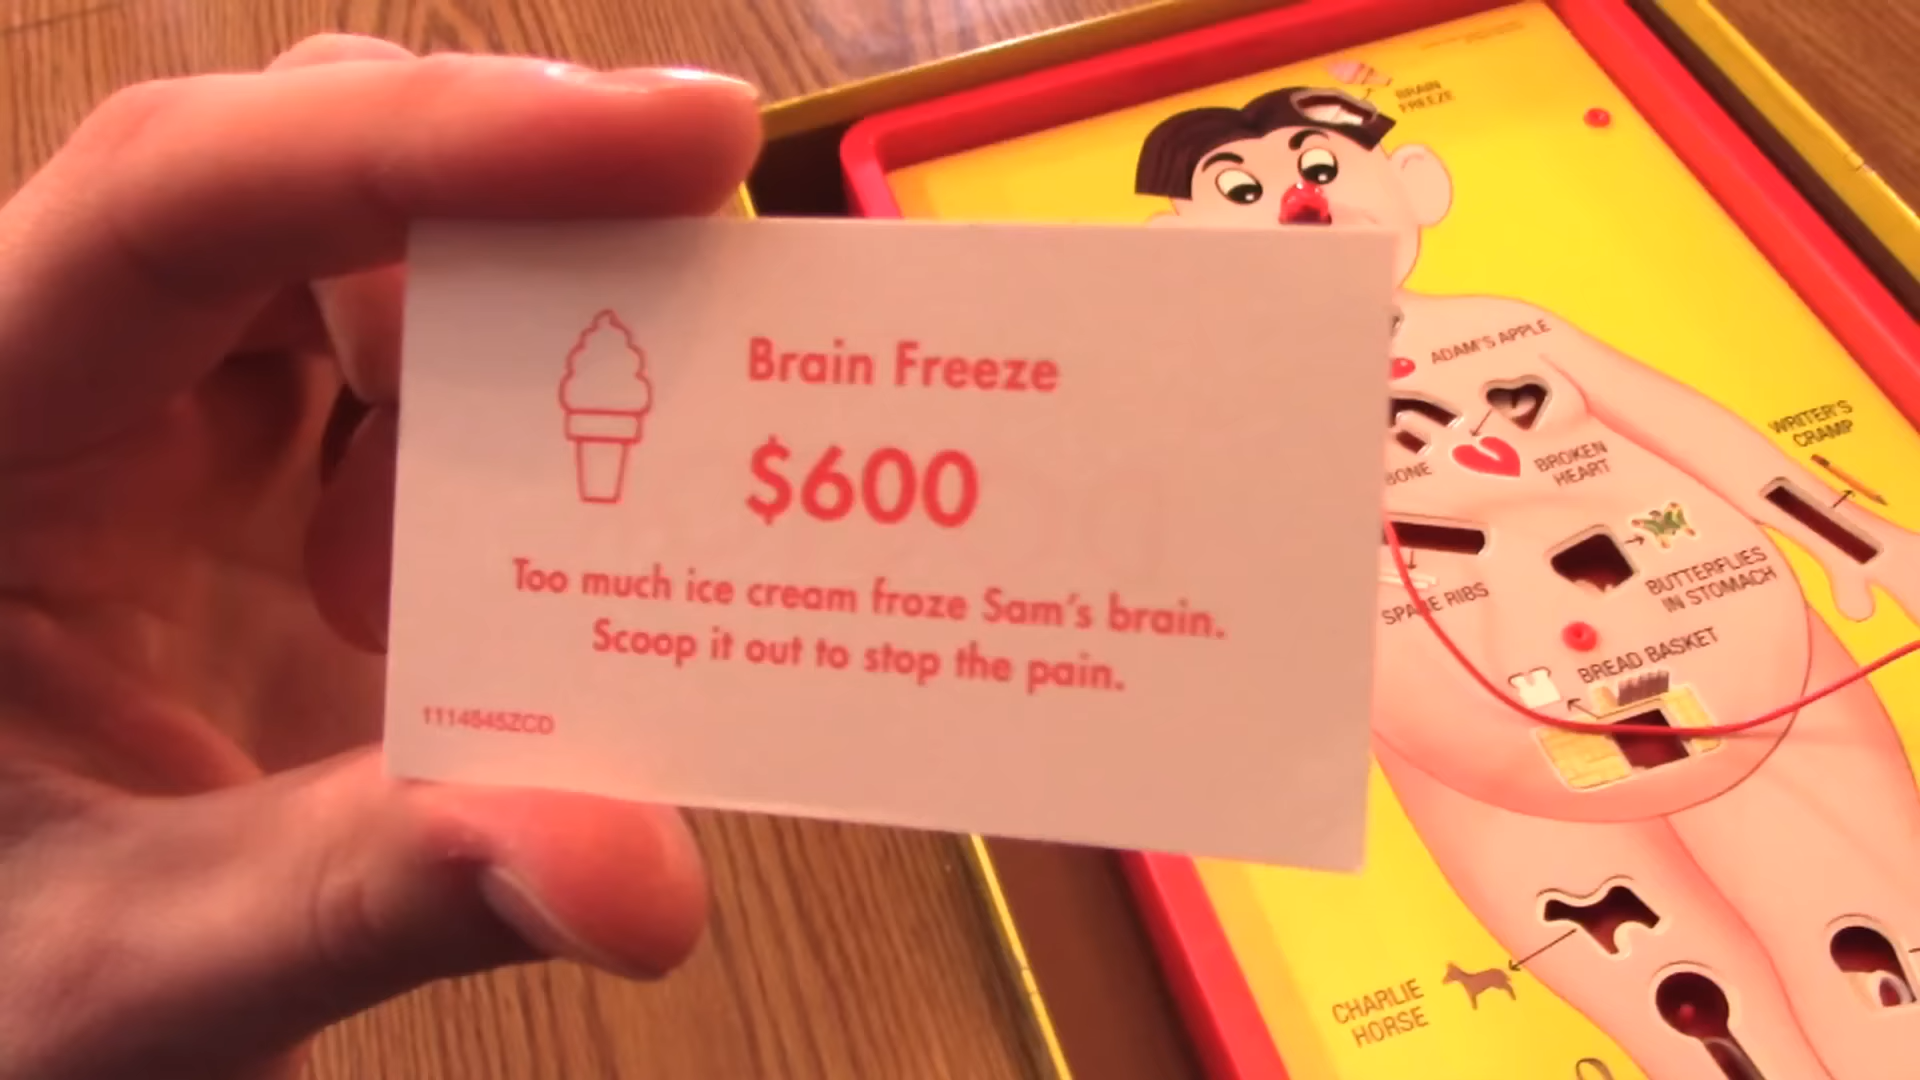 Brain Freeze
$600
Too much ice cream froze Sam's brain.
Scoop it out to stop the pain.
BRAIN
FREEZE
ADAM'S APPLE
WRITER'S
CRAMP
BROKEN
HEART
BONE
SPARE RIBS
BUTTERFLIES
IN STOMACH
BREAD BASKET
CHARLIE
HORSE